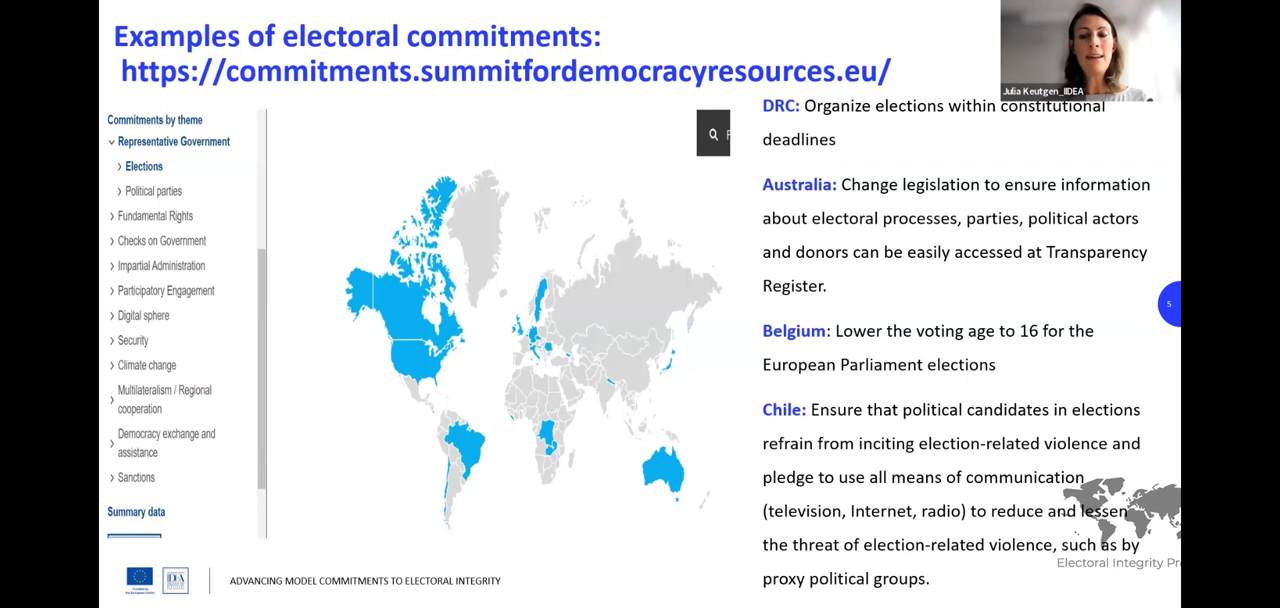 Examples of electoral commitments:
https://commitments.summitfordemocracyresources.eu/
Julia Keutgen_IIDEA
Commitments by theme
Representative Government
Elections
Political parties
Fundamental Rights
Checks on Government
Impartial Administration
Participatory Engagement
Digital sphere
Security
Climate change
Multilateralism / Regional
cooperation
Democracy exchange and
assistance
Sanctions
Summary data
DRC: Organize elections within constitutional
deadlines
Australia: Change legislation to ensure information
about electoral processes, parties, political actors
and donors can be easily accessed at Transparency
Register.
Belgium: Lower the voting age to 16 for the
European Parliament elections
Chile: Ensure that political candidates in elections
refrain from inciting election-related violence and
pledge to use all means of communication
(television, Internet, radio) to reduce and lessen
the threat of election-related violence, such as by
proxy political groups.
5
Electoral Integrity Pr
IDEA
ADVANCING MODEL COMMITMENTS TO ELECTORAL INTEGRITY